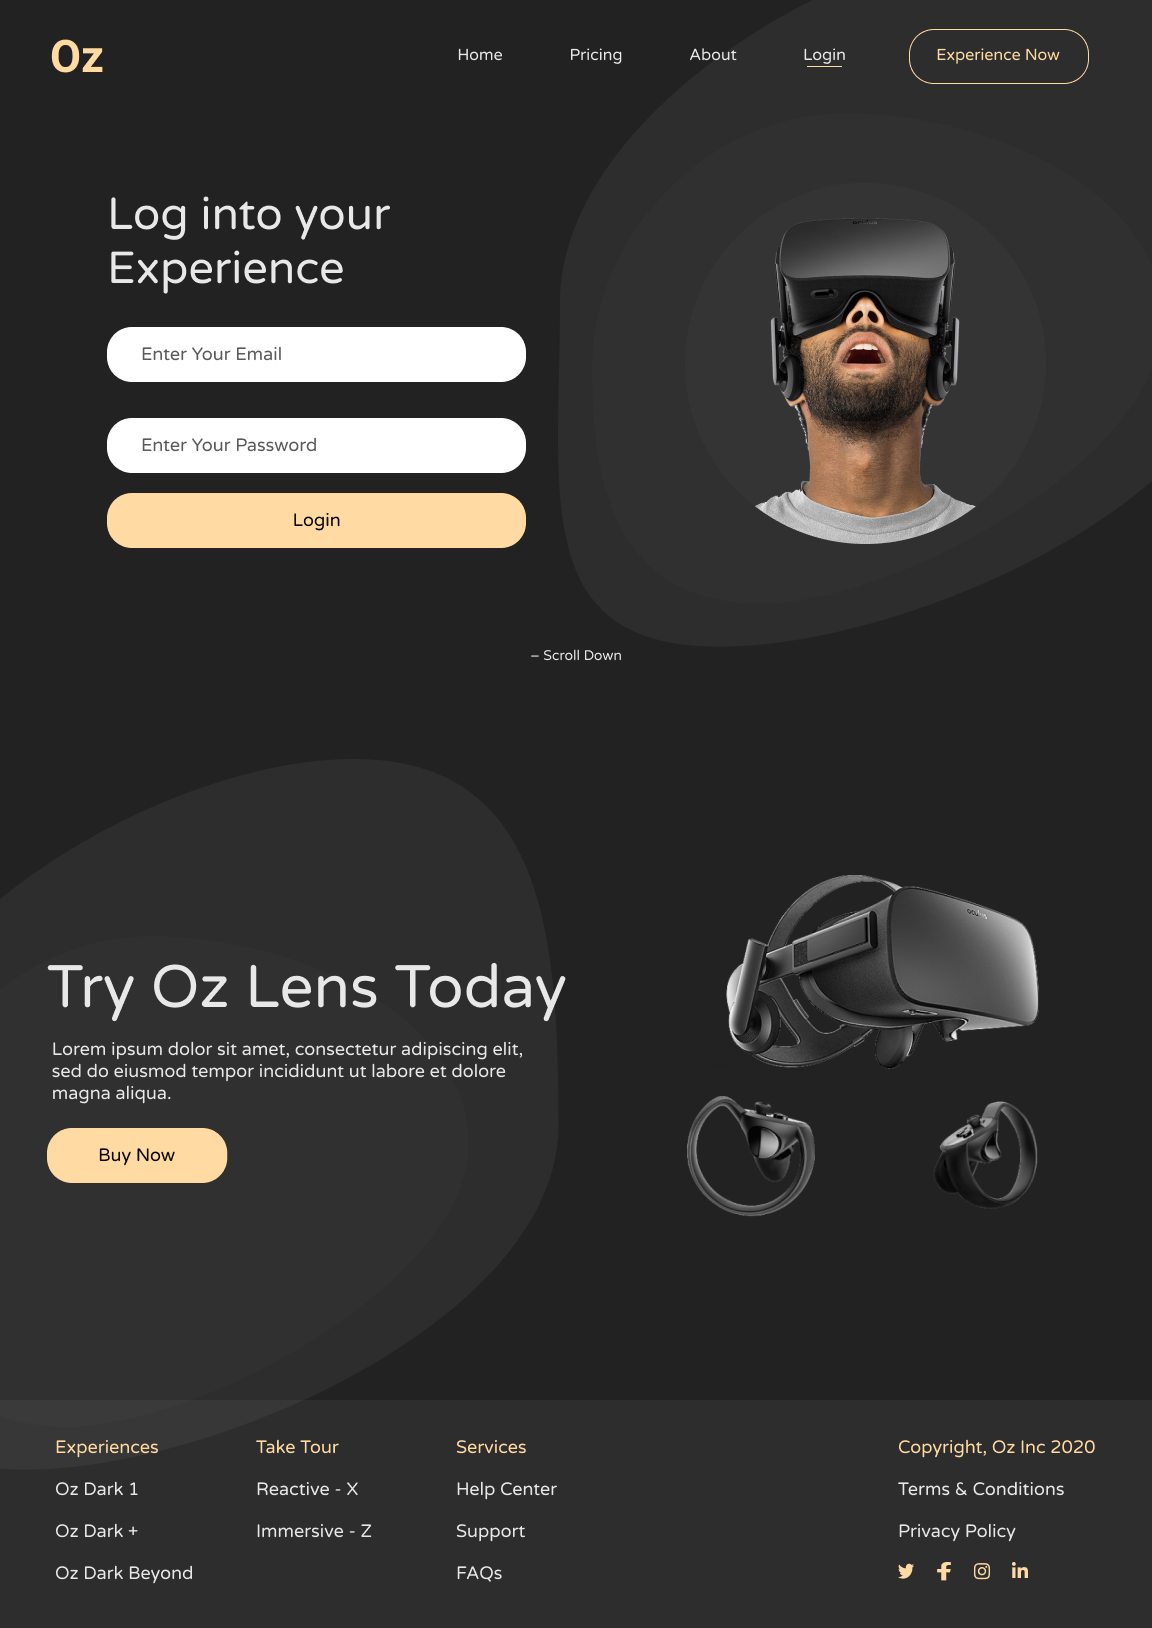 Oz
Home
Pricing
About
Login
Experience Now
Log into your
Experience
Enter Your Email
Enter Your Password
Login
– Scroll Down
oculus
Try Oz Lens Today
Lorem ipsum dolor sit amet, consectetur adipiscing elit,
sed do eiusmod tempor incididunt ut labore et dolore
magna aliqua.
Buy Now
Experiences
Oz Dark 1
Oz Dark +
Oz Dark Beyond
Take Tour
Reactive - X
Immersive - Z
Services
Help Center
Support
FAQs
Copyright, Oz Inc 2020
Terms & Conditions
Privacy Policy